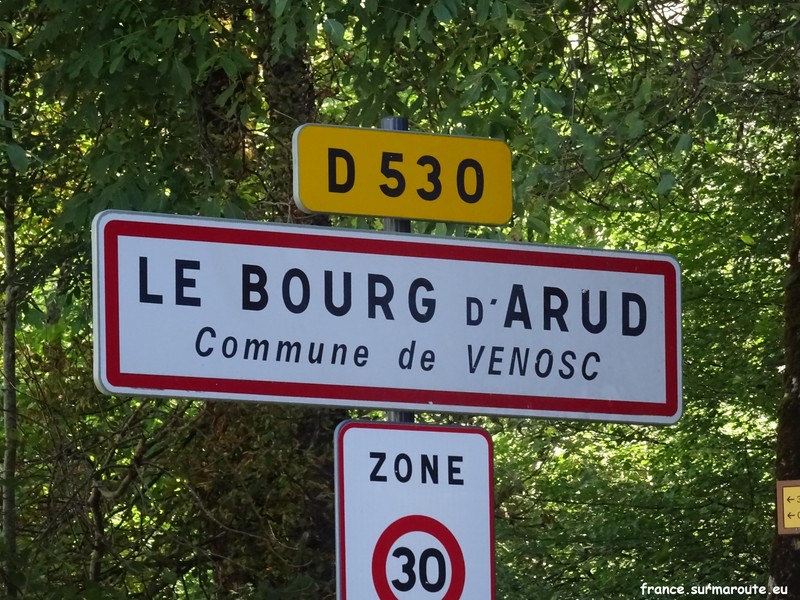 D 530
LE BOURG D'ARUD
Commune de VENOSC
ZONE
30
france.surmaroute.eu